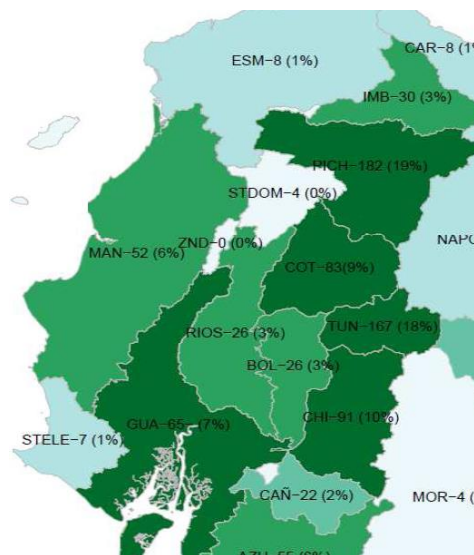 ESM-8 (1%)
CAR-8 (1%
IMB-30 (3%)
PICH-182 (19%)
STDOM-4 (0%)
NAPO
ZND-0 (0%)
MAN-52 (6%)
COT-83(9%)
TUN-167 (18%)
RIOS-26 (3%)
BOL-26 (3%)
CHI-91 (10%)
GUA-65- (7%)
STELE-7 (1%)
CAÑ-22 (2%)
MOR-4 (